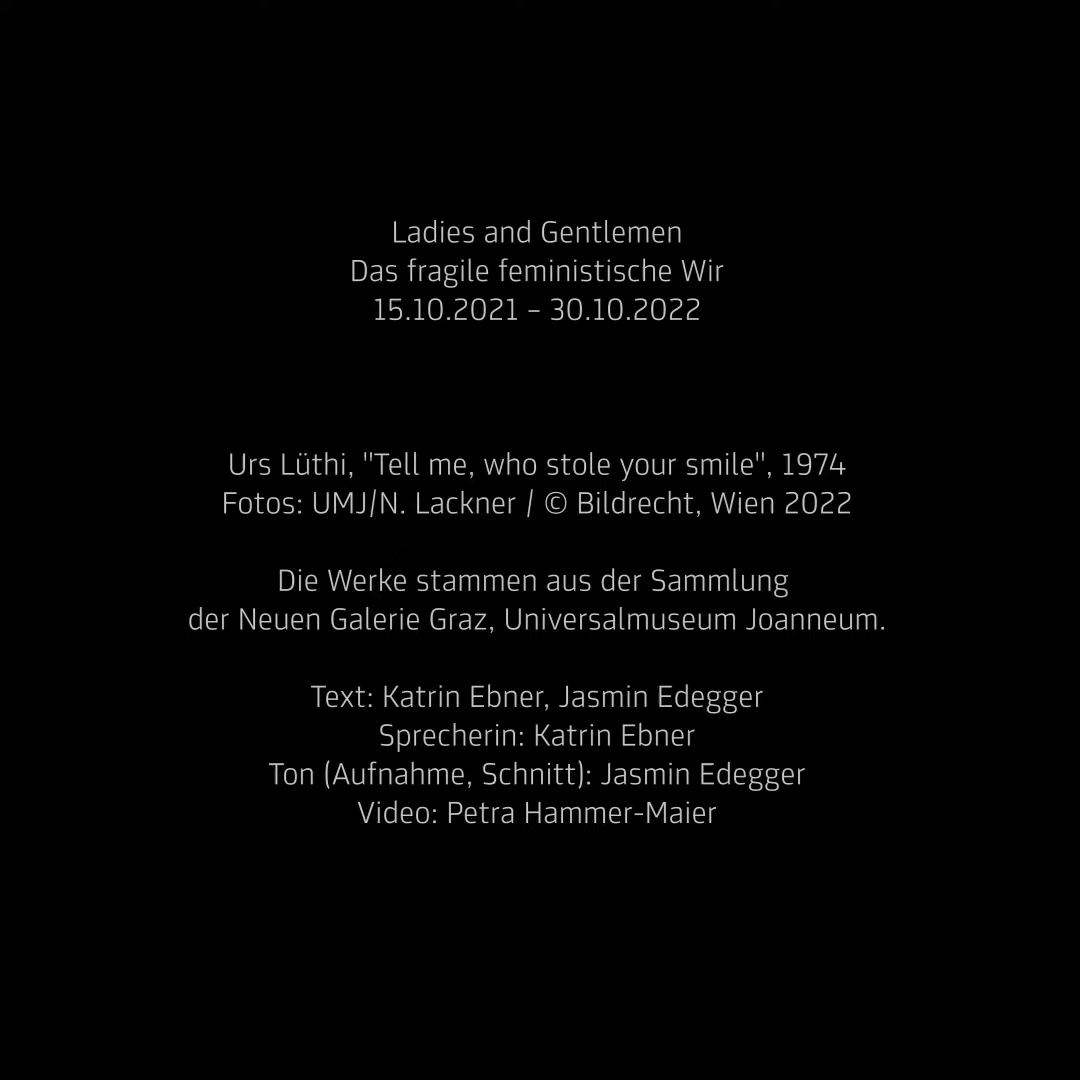 Ladies and Gentlemen
Das fragile feministische Wir
15.10.2021 – 30.10.2022
Urs Lüthi, "Tell me, who stole your smile", 1974
Fotos: UMJ/N. Lackner / © Bildrecht, Wien 2022
Die Werke stammen aus der Sammlung
der Neuen Galerie Graz, Universalmuseum Joanneum.
Text: Katrin Ebner, Jasmin Edegger
Sprecherin: Katrin Ebner
Ton (Aufnahme, Schnitt): Jasmin Edegger
Video: Petra Hammer-Maier